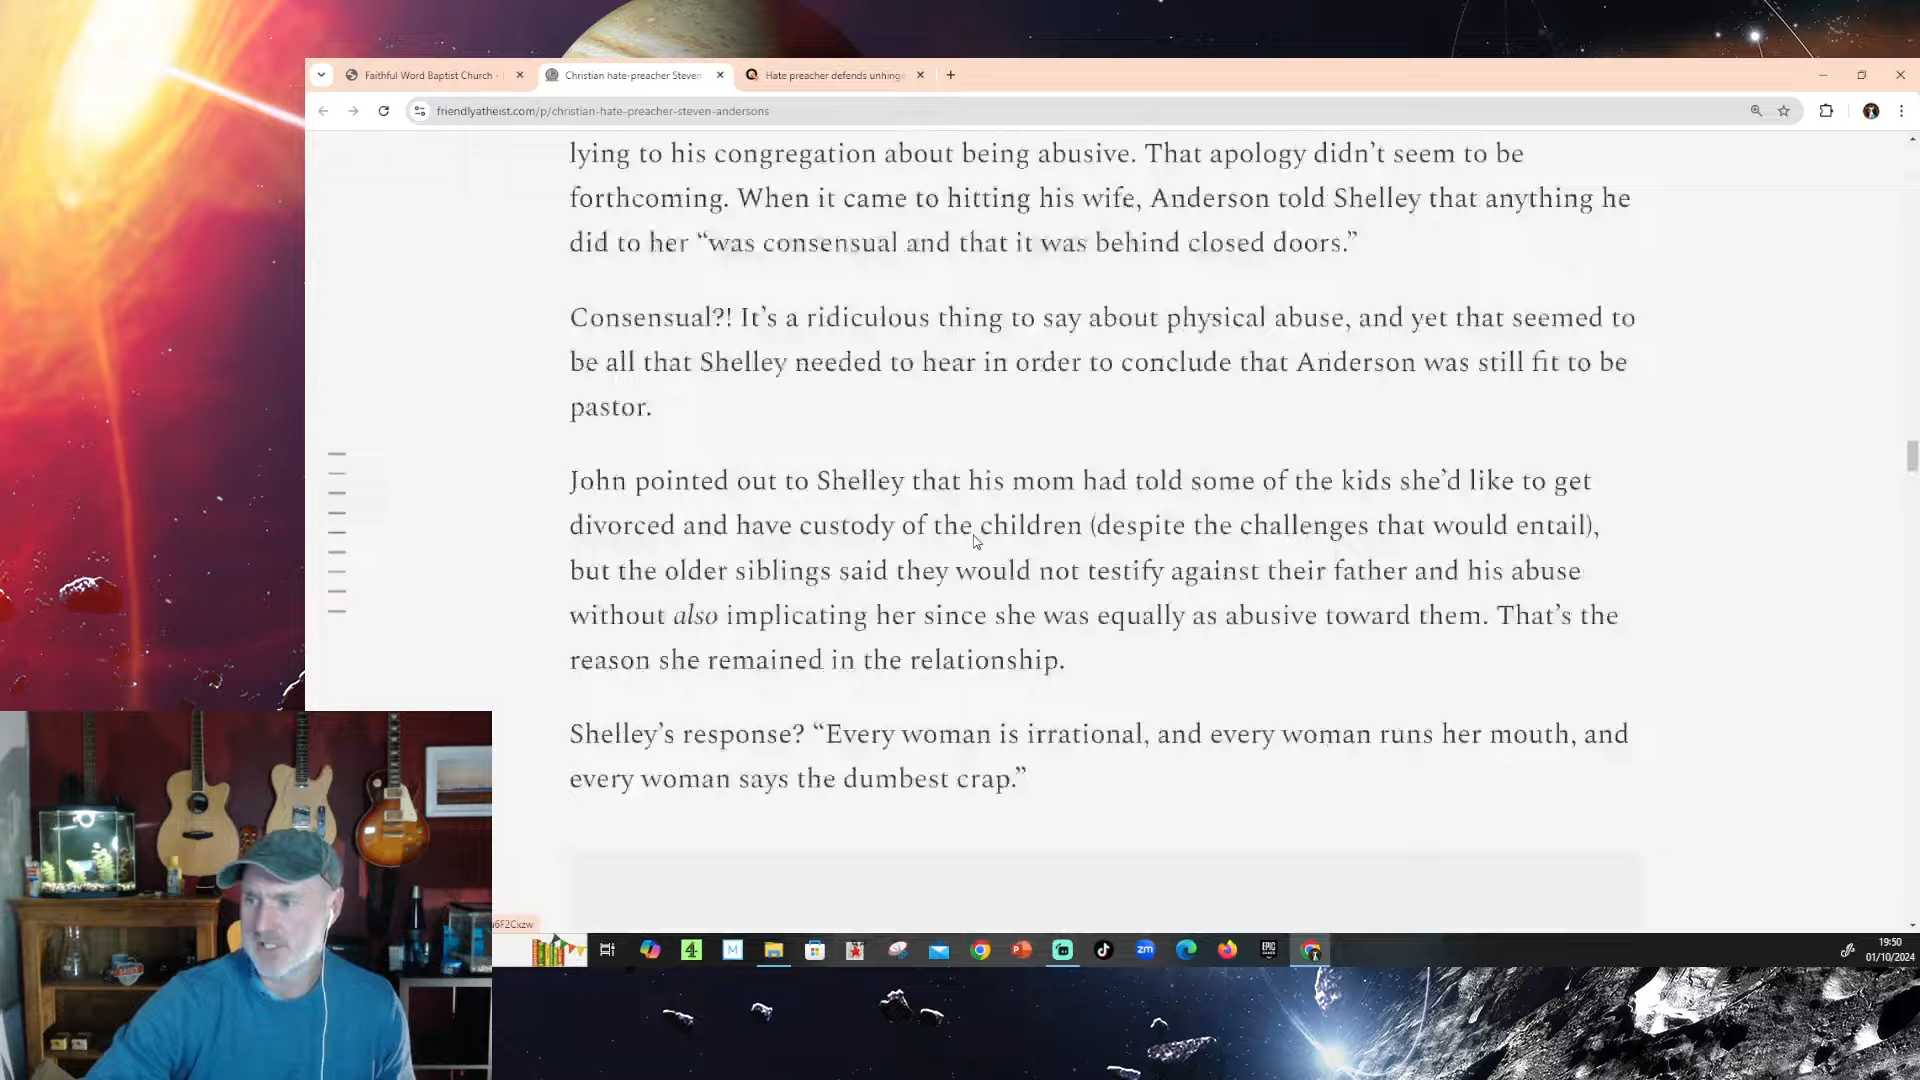 Faithful Word Baptist Church -
Christian hate-preacher Steven
Hate preacher defends unhinge
friendlyatheist.com/p/christian-hate-preacher-steven-andersons
lying to his congregation about being abusive. That apology didn’t seem to be
forthcoming. When it came to hitting his wife, Anderson told Shelley that anything he
did to her “was consensual and that it was behind closed doors.”
Consensual?! It’s a ridiculous thing to say about physical abuse, and yet that seemed to
be all that Shelley needed to hear in order to conclude that Anderson was still fit to be
pastor.
John pointed out to Shelley that his mom had told some of the kids she’d like to get
divorced and have custody of the children (despite the challenges that would entail),
but the older siblings said they would not testify against their father and his abuse
without also implicating her since she was equally as abusive toward them. That’s the
reason she remained in the relationship.
Shelley’s response? “Every woman is irrational, and every woman runs her mouth, and
every woman says the dumbest crap.”
6F2Cxzw
4
M
zm
EPIC
19:50
01/10/2024